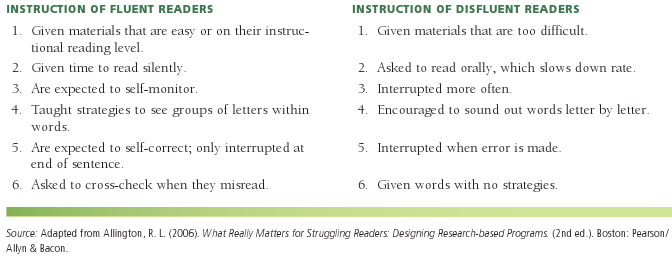 INSTRUCTION OF FLUENT READERS
1. Given materials that are easy or on their instruc-
tional reading level.
2. Given time to read silently.
3. Are expected to self-monitor.
4. Taught strategies to see groups of letters within
words.
5. Are expected to self-correct; only interrupted at
end of sentence.
6. Asked to cross-check when they misread.
INSTRUCTION OF DISFLUENT READERS
1. Given materials that are too difficult.
2. Asked to read orally, which slows down rate.
3. Interrupted more often.
4. Encouraged to sound out words letter by letter.
5. Interrupted when error is made.
6. Given words with no strategies.
Source: Adapted from Allington, R. L. (2006). What Really Matters for Struggling Readers: Designing Research-based Programs. (2nd ed.). Boston: Pearson/
Allyn & Bacon.